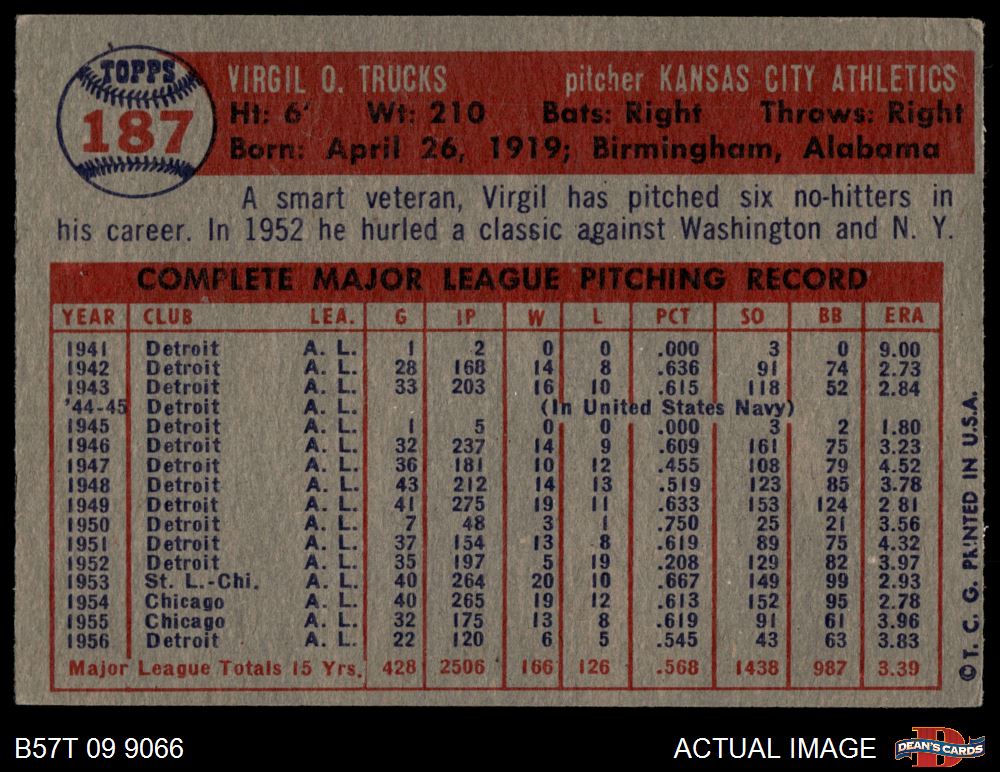 TOPPS
187
VIRGIL O. TRUCKS pitcher KANSAS CITY ATHLETICS
Ht: 6' Wt: 210 Bats: Right Throws: Right
Born: April 26, 1919; Birmingham, Alabama
A smart veteran, Virgil has pitched six no-hitters in
his career. In 1952 he hurled a classic against Washington and N. Y.
COMPLETE MAJOR LEAGUE PITCHING RECORD
YEAR CLUB LEA. G IP W L PCT SO BB ERA
1941 Detroit A. L. 1 2 0 0 .000 3 0 9.00
1942 Detroit A. L. 28 168 14 8 .636 91 74 2.73
1943 Detroit A. L. 33 203 16 10 .615 118 52 2.84
'44-45 Detroit A. L. (In United States Navy)
1945 Detroit A. L. 1 5 0 0 .000 3 2 1.80
1946 Detroit A. L. 32 237 14 9 .609 161 75 3.23
1947 Detroit A. L. 36 181 10 12 .455 108 79 4.52
1948 Detroit A. L. 43 212 14 13 .519 123 85 3.78
1949 Detroit A. L. 41 275 19 11 .633 153 124 2.81
1950 Detroit A. L. 7 48 3 1 .750 25 21 3.56
1951 Detroit A. L. 37 154 13 8 .619 89 75 4.32
1952 Detroit A. L. 35 197 5 19 .208 129 82 3.97
1953 St. L.-Chi. A. L. 40 264 20 10 .667 149 99 2.93
1954 Chicago A. L. 40 265 19 12 .613 152 95 2.78
1955 Chicago A. L. 32 175 13 8 .619 91 61 3.96
1956 Detroit A. L. 22 120 6 5 .545 43 63 3.83
Major League Totals 15 Yrs. 428 2506 166 126 .568 1438 987 3.39
© T. C. G. PRINTED IN U.S.A.
B57T 09 9066
ACTUAL IMAGE
DEAN'S CARDS